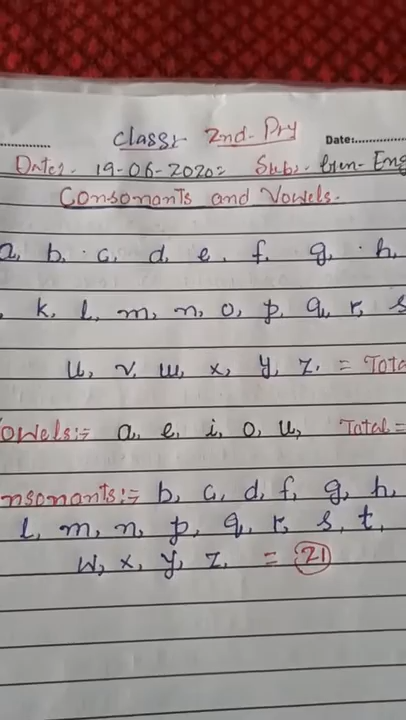 Class:- 2nd-Pry Date:..............
Date:- 19-06-2020= Sub:- Gen-Eng
Consonants and Vowels.
a, b, c, d, e, f, g, h,
k, l, m, n, o, p, q, r, s
u, v, w, x, y, z. = Tota
owels:= a, e, i, o, u, Total =
nsonants:= b, c, d, f, g, h,
l, m, n, p, q, r, s, t,
w, x, y, z, = 21